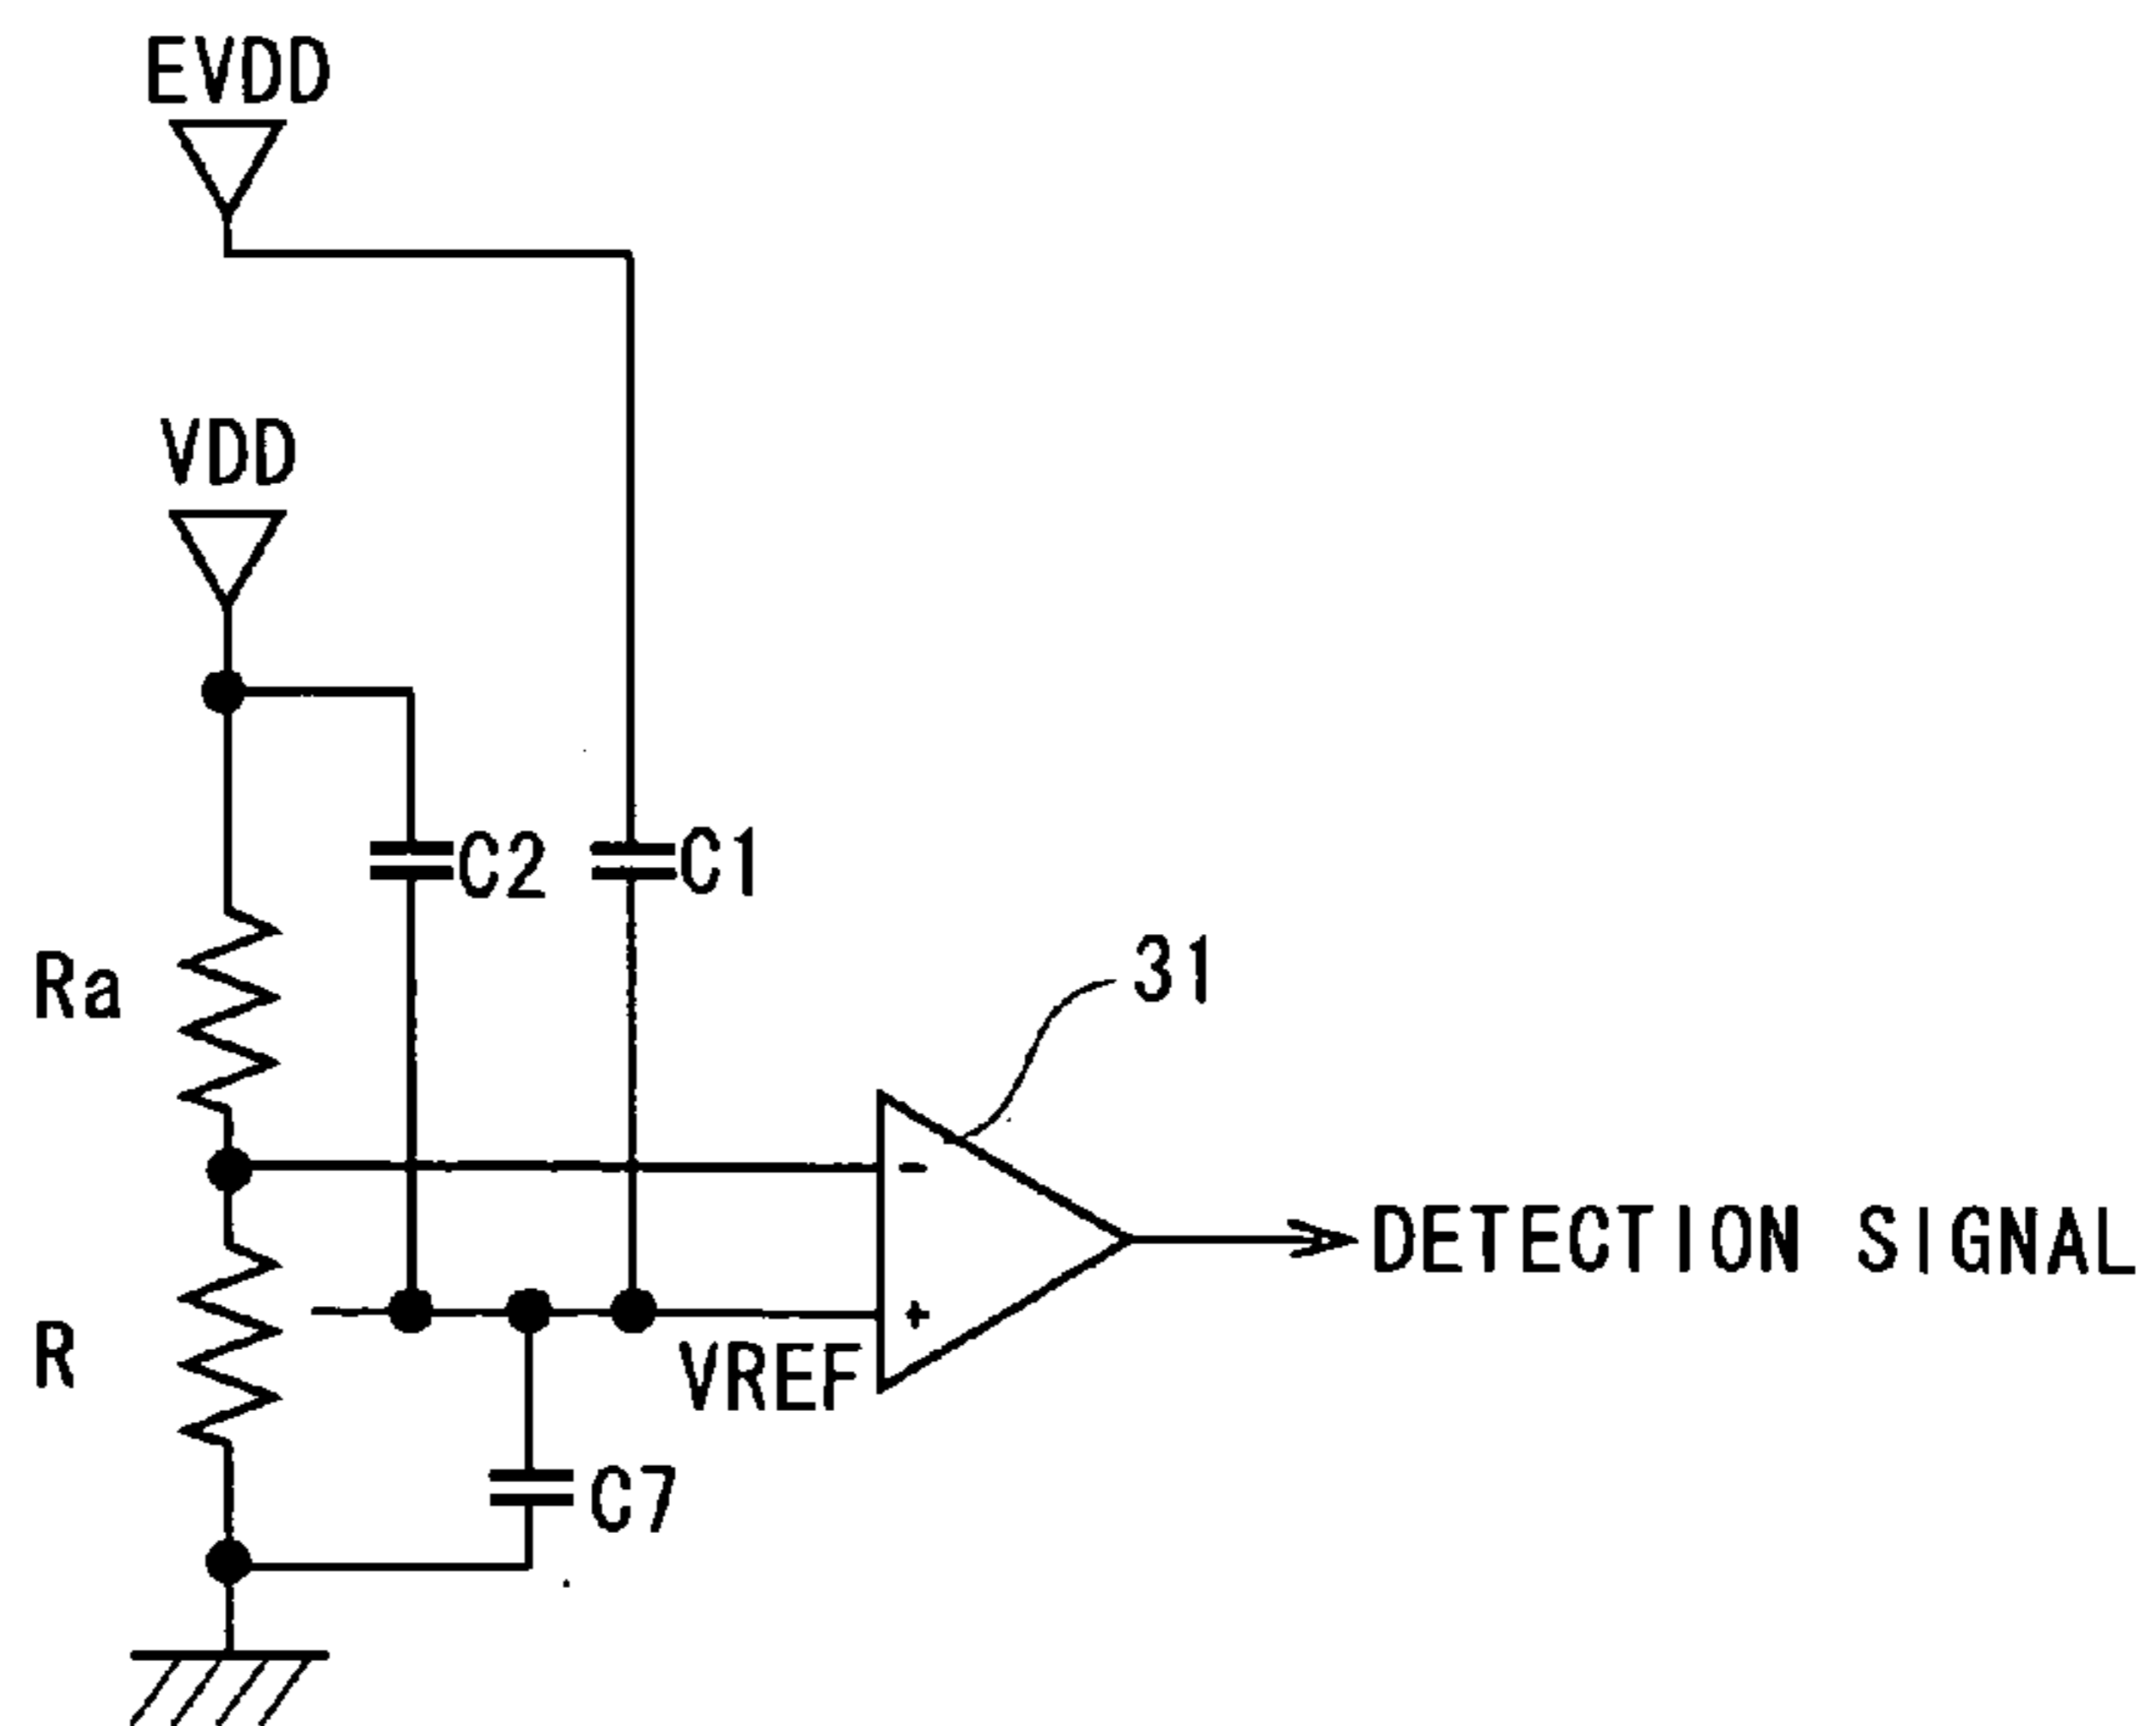 EVDD
VDD
C2
C1
Ra
31
-
DETECTION SIGNAL
+
VREF
R
C7